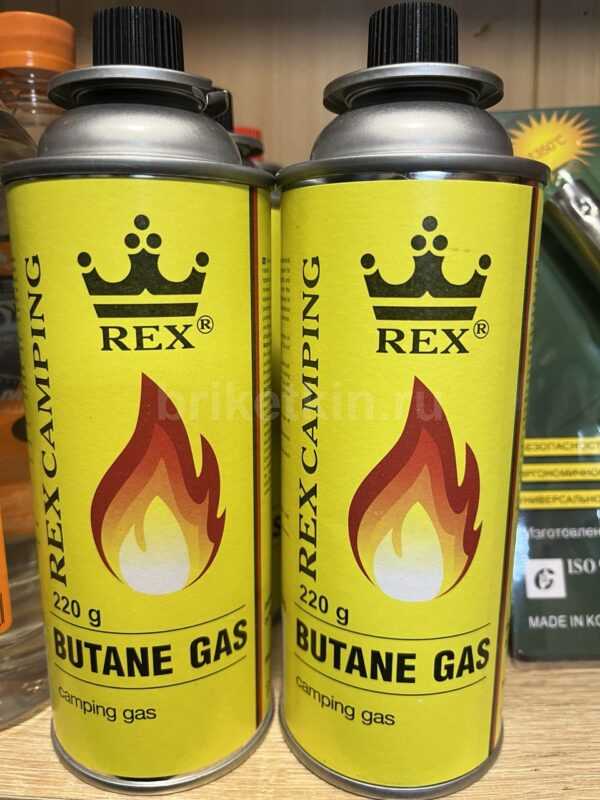 REX®
REX CAMPING
220 g
BUTANE GAS
camping gas
REX®
REX CAMPING
220 g
BUTANE GAS
camping gas
briketkin.ru
1350°C
ISO
MADE IN KO